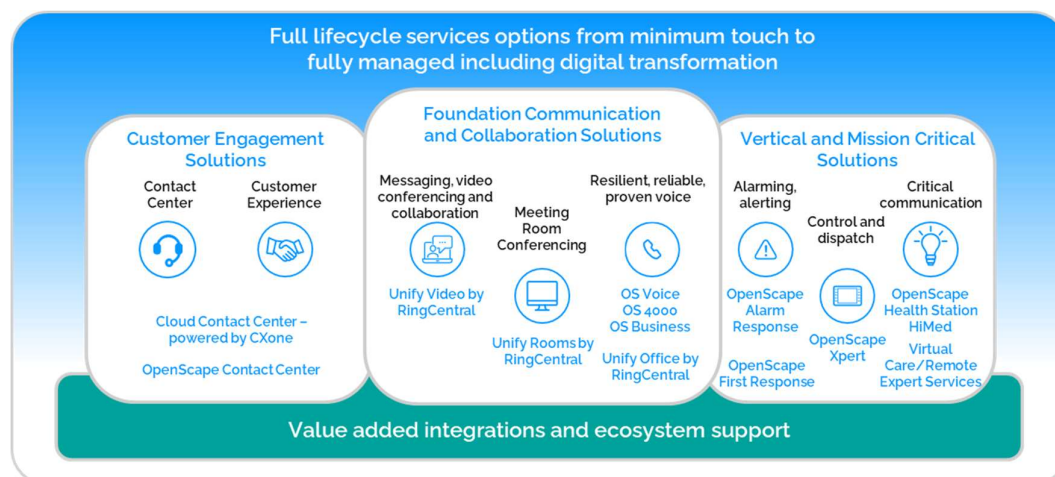 Full lifecycle services options from minimum touch to
fully managed including digital transformation
Customer Engagement
Solutions
Contact
Center
Customer
Experience
Cloud Contact Center –
powered by CXone
OpenScape Contact Center
Foundation Communication
and Collaboration Solutions
Messaging, video
conferencing and
collaboration
Unify Video by
RingCentral
Meeting
Room
Conferencing
Unify Rooms by
RingCentral
Resilient, reliable,
proven voice
OS Voice
OS 4000
OS Business
Unify Office by
RingCentral
Vertical and Mission Critical
Solutions
Alarming,
alerting
OpenScape
Alarm
Response
OpenScape
First Response
Control and
dispatch
OpenScape
Xpert
Critical
communication
OpenScape
Health Station
HiMed
Virtual
Care/Remote
Expert Services
Value added integrations and ecosystem support